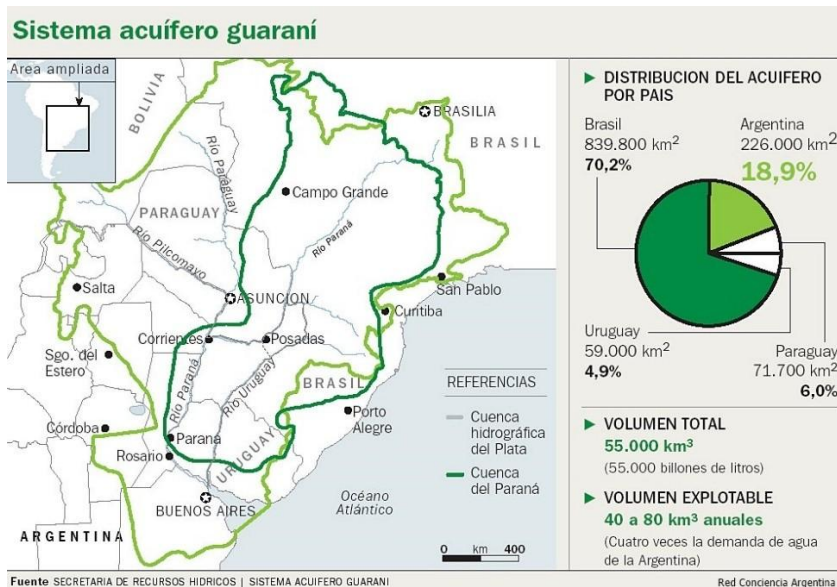 Sistema acuífero guaraní
Area ampliada
BOLIVIA
BRASILIA
BRASIL
Río Paraguay
Campo Grande
PARAGUAY
Río Paraná
Río Pilcomayo
Salta
ASUNCION
San Pablo
Curitiba
Corrientes
Posadas
Sgo. del
Estero
BRASIL
Río Paraná
Río Uruguay
Porto
Alegre
Córdoba
Paraná
URUGUAY
Rosario
BUENOS AIRES
Océano
Atlántico
ARGENTINA
0 km 400
REFERENCIAS
Cuenca
hidrográfica
del Plata
Cuenca
del Paraná
DISTRIBUCION DEL ACUIFERO
POR PAIS
Brasil
839.800 km²
70,2%
Argentina
226.000 km²
18,9%
Uruguay
59.000 km²
4,9%
Paraguay
71.700 km²
6,0%
VOLUMEN TOTAL
55.000 km³
(55.000 billones de litros)
VOLUMEN EXPLOTABLE
40 a 80 km³ anuales
(Cuatro veces la demanda de agua
de la Argentina)
Fuente SECRETARIA DE RECURSOS HIDRICOS | SISTEMA ACUIFERO GUARANI
Red Conciencia Argentina